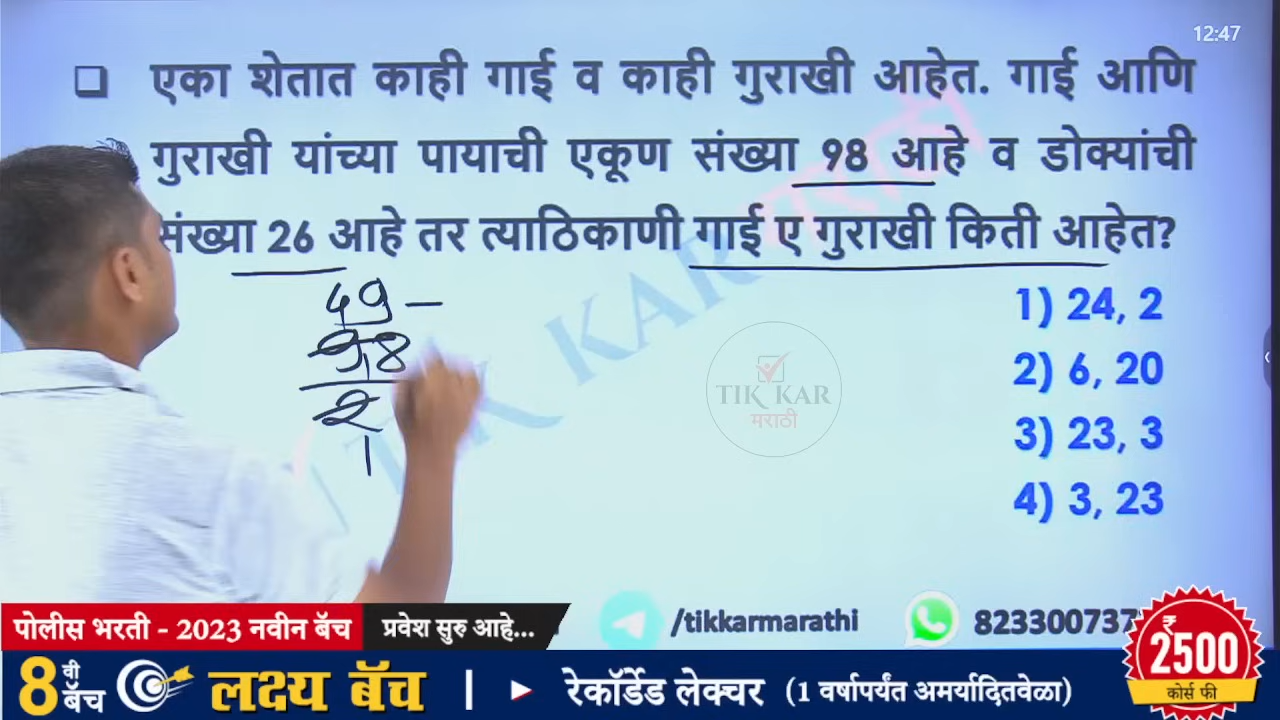 12:47
एका शेतात काही गाई व काही गुराखी आहेत. गाई आणि
गुराखी यांच्या पायाची एकूण संख्या 98 आहे व डोक्यांची
संख्या 26 आहे तर त्याठिकाणी गाई ए गुराखी किती आहेत?
49 –
98
2
1
1) 24, 2
2) 6, 20
3) 23, 3
4) 3, 23
TIK KAR
मराठी
/tikkarmarathi
82330073
पोलीस भरती - 2023 नवीन बॅच
प्रवेश सुरु आहे...
₹
2500
कोर्स फी
8 वी बॅच
लक्ष्य बॅच
रेकॉर्डेड लेक्चर (1 वर्षापर्यंत अमर्यादितवेळा)